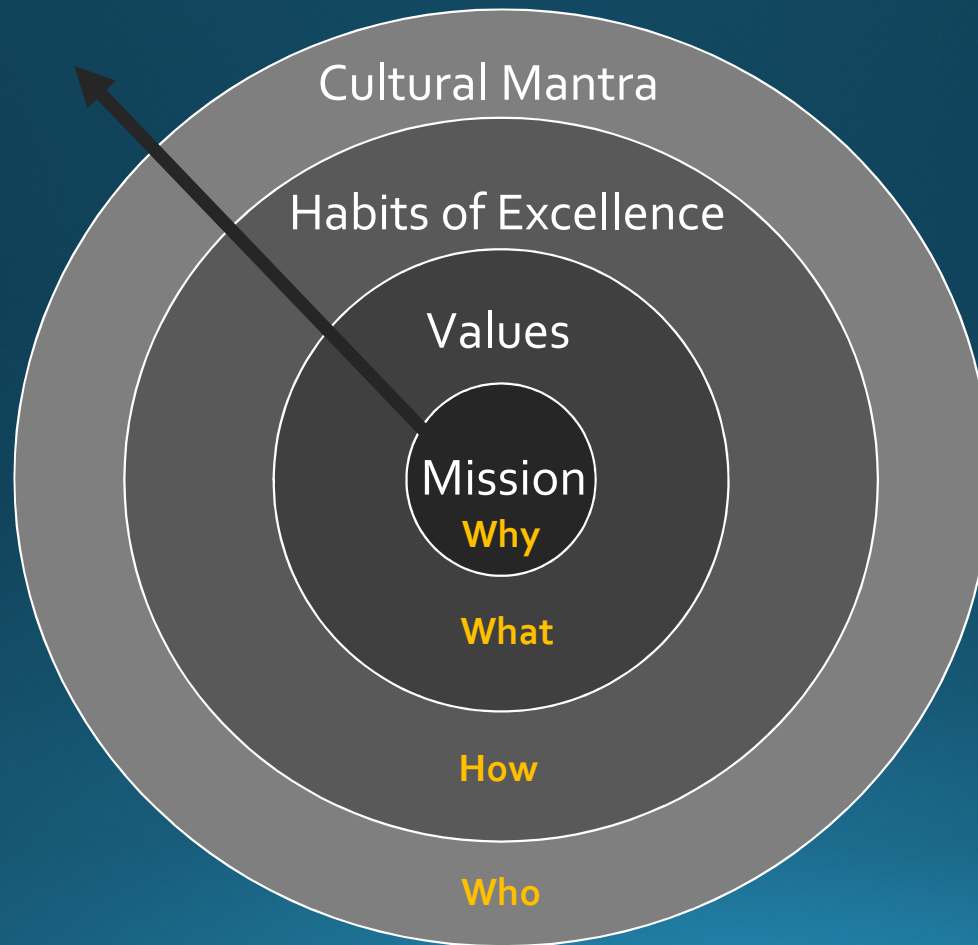 Cultural Mantra
Habits of Excellence
Values
Mission
Why
What
How
Who